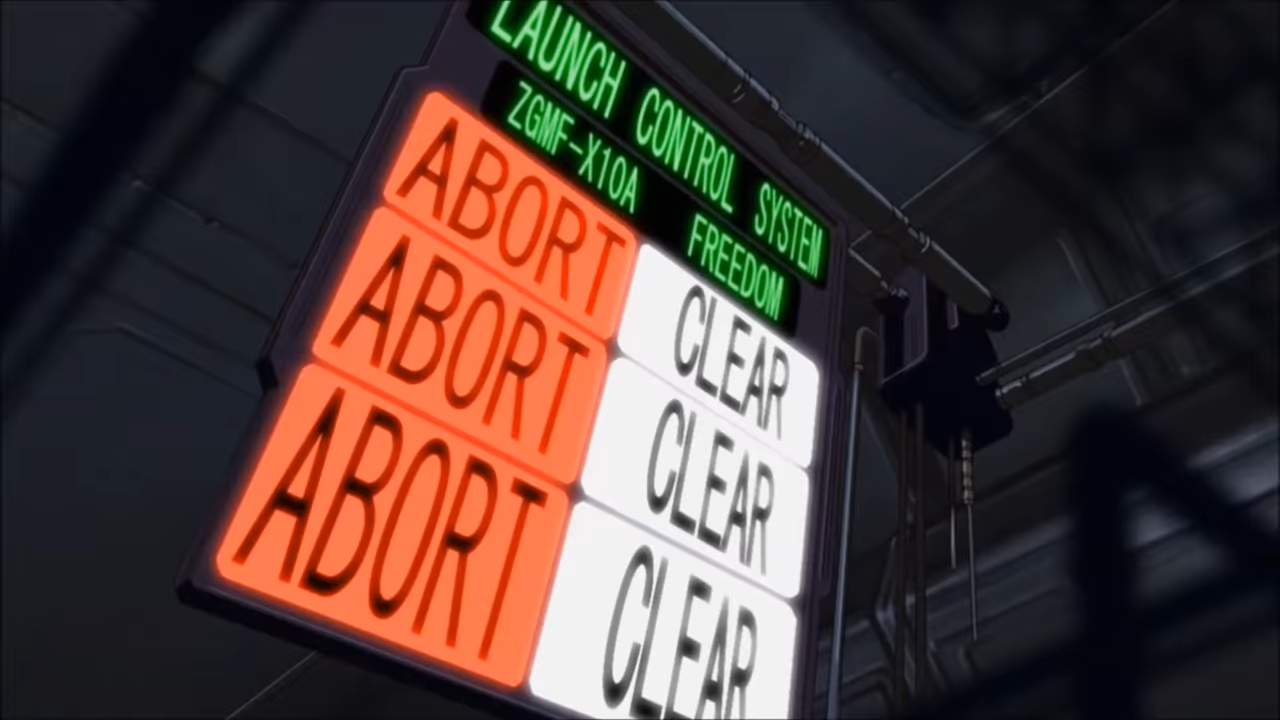 LAUNCH CONTROL SYSTEM
ZGMF-X10A FREEDOM
ABORT CLEAR
ABORT CLEAR
ABORT CLEAR